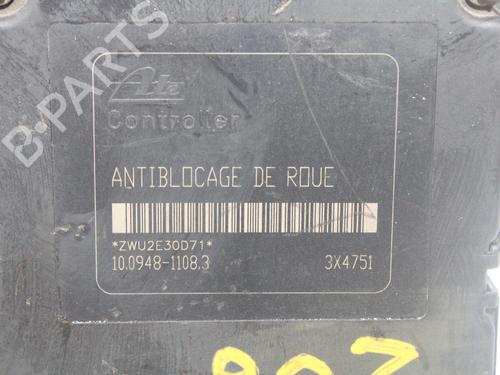 B-PARTS
Ate
Controller
ANTIBLOCAGE DE ROUE
*ZWU2E30D71*
10.0948-1108.3 3X4751